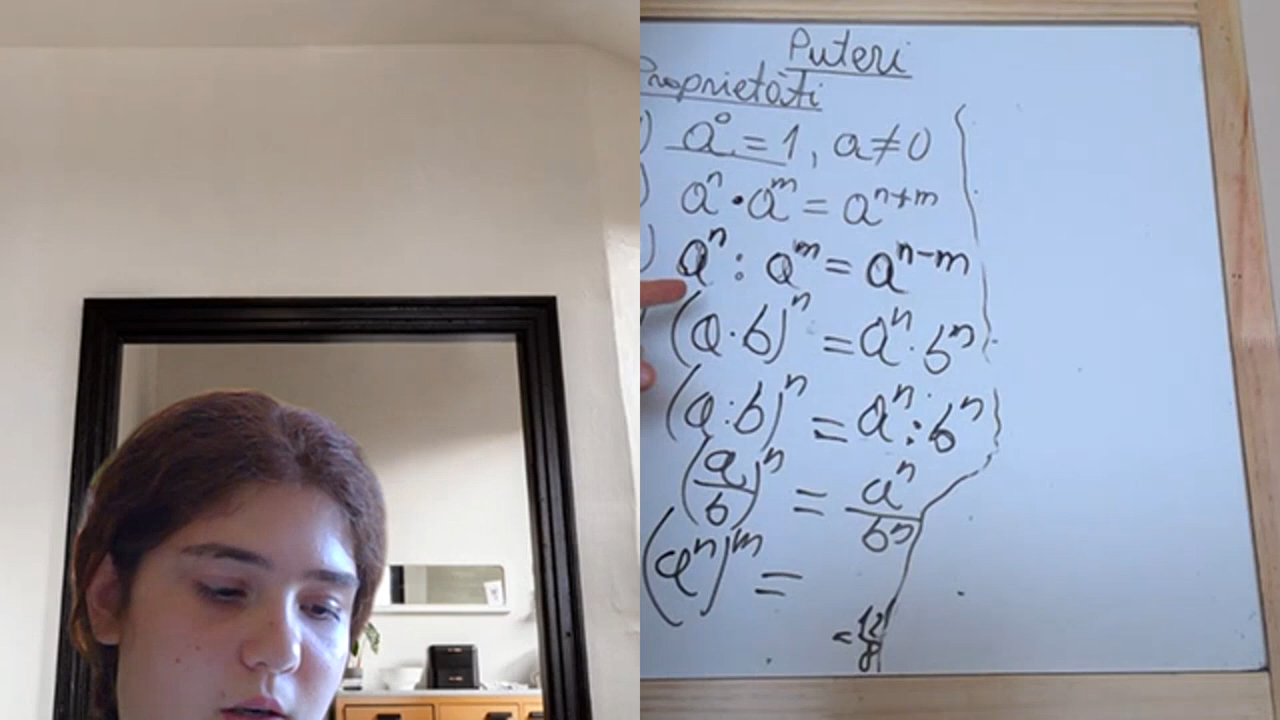 Puteri
Proprietăți
) a⁰ = 1, a ≠ 0
) aⁿ · aᵐ = aⁿ⁺ᵐ
) aⁿ : aᵐ = aⁿ⁻ᵐ
(a · b)ⁿ = aⁿ · bⁿ
(a : b)ⁿ = aⁿ : bⁿ
(a/b)ⁿ = aⁿ/bⁿ
(aⁿ)ᵐ =